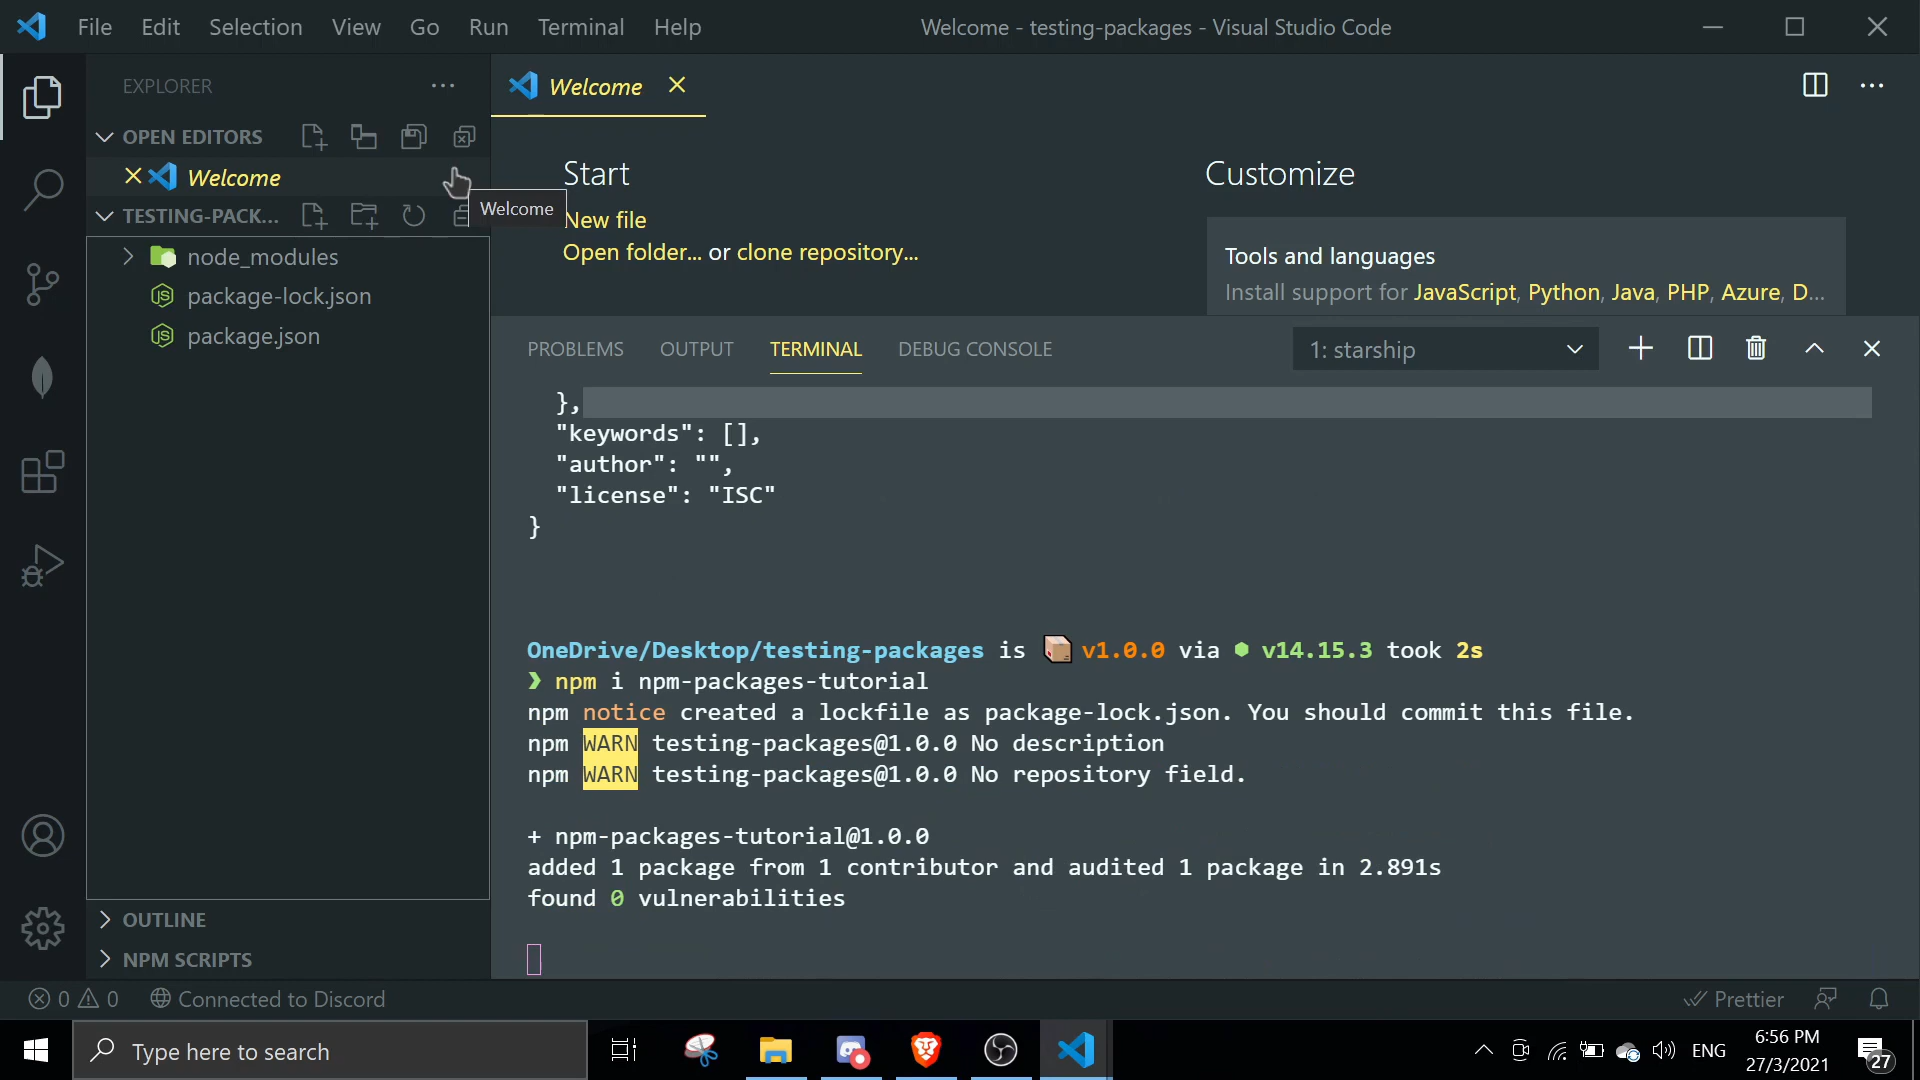 File Edit Selection View Go Run Terminal Help
Welcome - testing-packages - Visual Studio Code
EXPLORER
OPEN EDITORS
Welcome
TESTING-PACK...
node_modules
package-lock.json
package.json
OUTLINE
NPM SCRIPTS
Welcome
Welcome
Start
New file
Open folder... or clone repository...
Customize
Tools and languages
Install support for JavaScript, Python, Java, PHP, Azure, D...
PROBLEMS OUTPUT TERMINAL DEBUG CONSOLE
1: starship
},
"keywords": [],
"author": "",
"license": "ISC"
}
OneDrive/Desktop/testing-packages is v1.0.0 via v14.15.3 took 2s
❯ npm i npm-packages-tutorial
npm notice created a lockfile as package-lock.json. You should commit this file.
npm WARN testing-packages@1.0.0 No description
npm WARN testing-packages@1.0.0 No repository field.
+ npm-packages-tutorial@1.0.0
added 1 package from 1 contributor and audited 1 package in 2.891s
found 0 vulnerabilities
0 0 Connected to Discord
Prettier
Type here to search
ENG
6:56 PM
27/3/2021
27